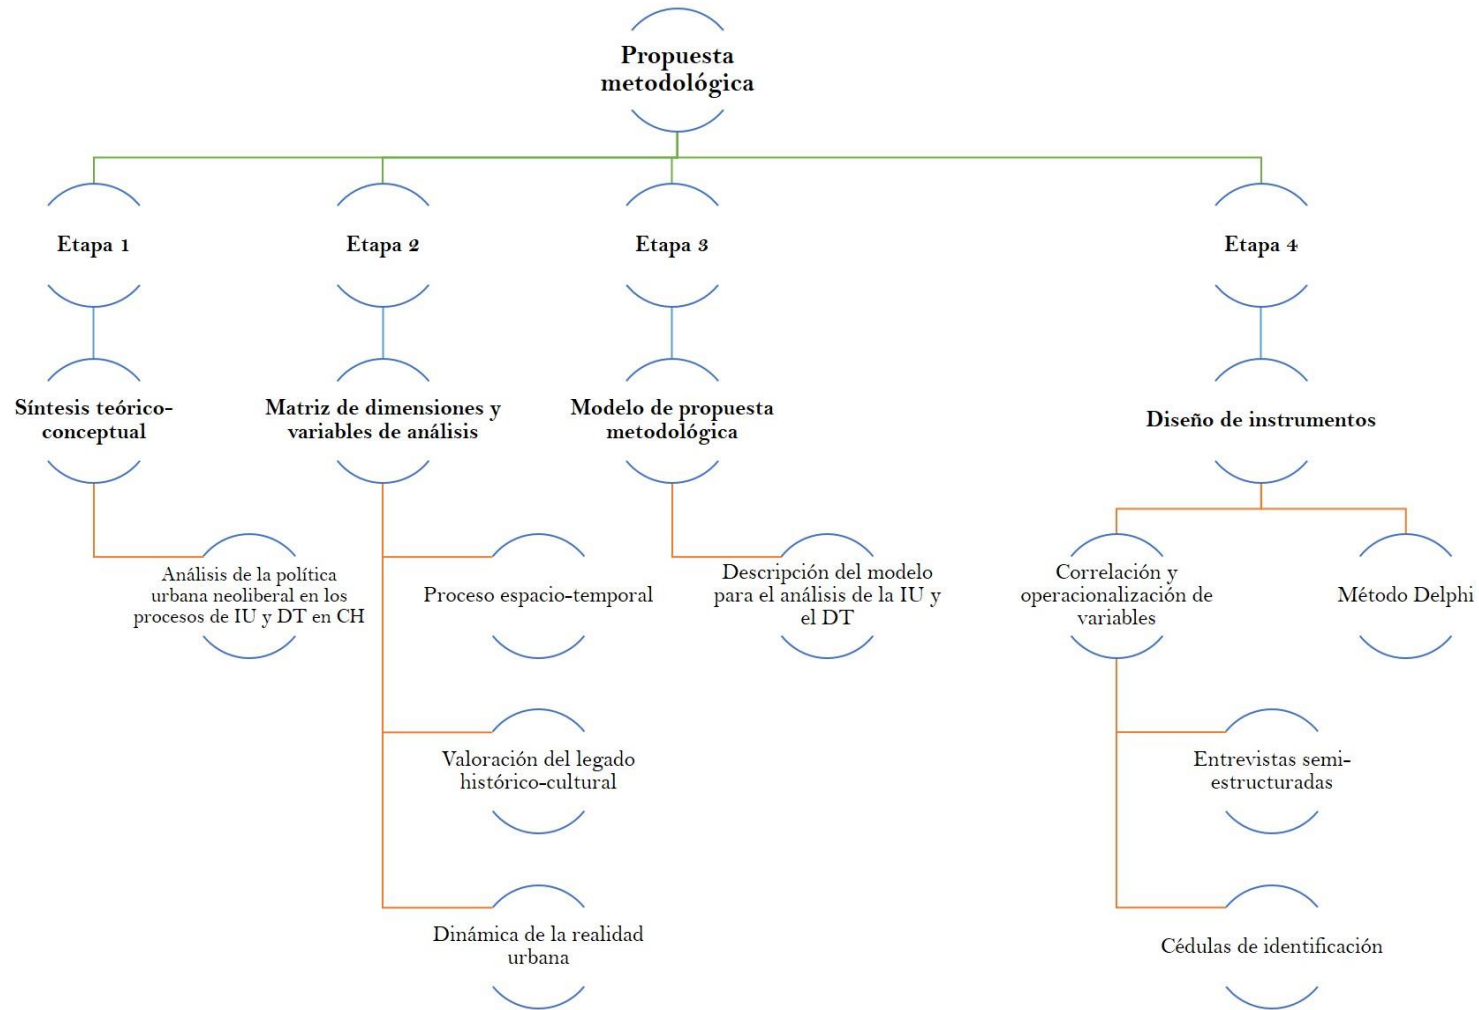 Propuesta
metodológica
Etapa 1
Etapa 2
Etapa 3
Etapa 4
Síntesis teórico-
conceptual
Matriz de dimensiones y
variables de análisis
Modelo de propuesta
metodológica
Diseño de instrumentos
Análisis de la política
urbana neoliberal en los
procesos de IU y DT en CH
Proceso espacio-temporal
Descripción del modelo
para el análisis de la IU y
el DT
Correlación y
operacionalización de
variables
Método Delphi
Valoración del legado
histórico-cultural
Entrevistas semi-
estructuradas
Dinámica de la realidad
urbana
Cédulas de identificación